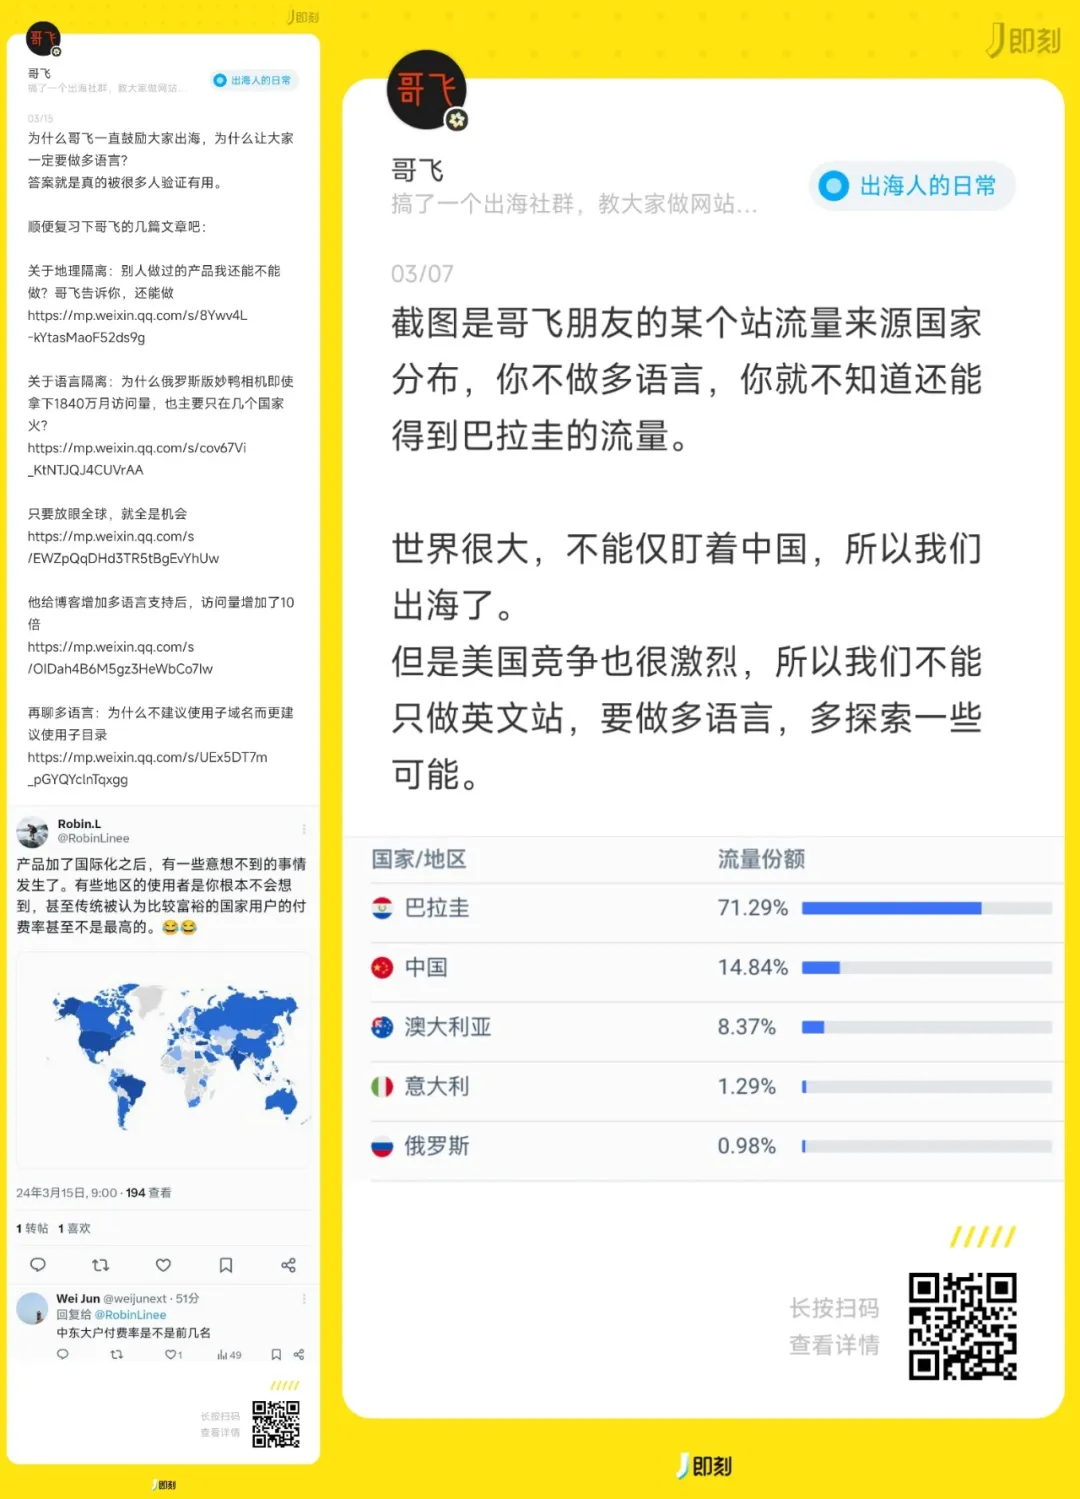 即刻
哥飞
哥飞
搞了一个出海社群，教大家做网站...
出海人的日常
03/15
为什么哥飞一直鼓励大家出海，为什么让大家
一定要做多语言？
答案就是真的被很多人验证有用。
顺便复习下哥飞的几篇文章吧：
关于地理隔离：别人做过的产品我还能不能
做？哥飞告诉你，还能做
https://mp.weixin.qq.com/s/8Ywv4L
-kYtasMaoF52ds9g
关于语言隔离：为什么俄罗斯版妙鸭相机即使
拿下1840万月访问量，也主要只在几个国家
火？
https://mp.weixin.qq.com/s/cov67Vi
_KtNTJQJ4CUVrAA
只要放眼全球，就全是机会
https://mp.weixin.qq.com/s
/EWZpQqDHd3TR5tBgEvYhUw
他给博客增加多语言支持后，访问量增加了10
倍
https://mp.weixin.qq.com/s
/OIDah4B6M5gz3HeWbCo7Iw
再聊多语言：为什么不建议使用子域名而更建
议使用子目录
https://mp.weixin.qq.com/s/UEx5DT7m
_pGYQYclnTqxgg
Robin.L
@RobinLinee
产品加了国际化之后，有一些意想不到的事情
发生了。有些地区的使用者是你根本不会想
到，甚至传统被认为比较富裕的国家用户的付
费率甚至不是最高的。😂😂
24年3月15日, 9:00 · 194 查看
1 转帖 1 喜欢
Wei Jun @weijunext · 51分
回复给 @RobinLinee
中东大户付费率是不是前几名
1
49
长按扫码
查看详情
即刻
即刻
哥飞
哥飞
搞了一个出海社群，教大家做网站...
出海人的日常
03/07
截图是哥飞朋友的某个站流量来源国家
分布，你不做多语言，你就不知道还能
得到巴拉圭的流量。
世界很大，不能仅盯着中国，所以我们
出海了。
但是美国竞争也很激烈，所以我们不能
只做英文站，要做多语言，多探索一些
可能。
国家/地区 流量份额
巴拉圭 71.29%
中国 14.84%
澳大利亚 8.37%
意大利 1.29%
俄罗斯 0.98%
长按扫码
查看详情
即刻